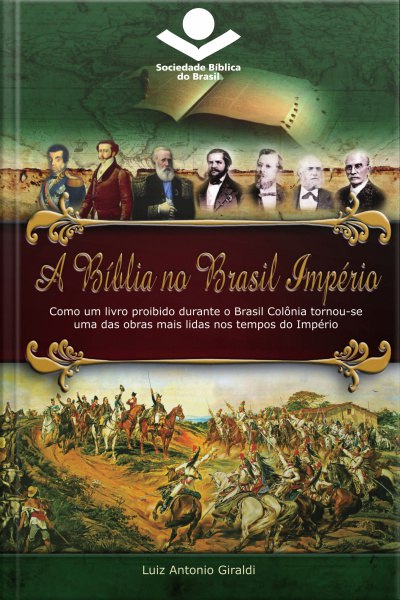 Sociedade Bíblica
do Brasil
A Bíblia no Brasil Império
Como um livro proibido durante o Brasil Colônia tornou-se
uma das obras mais lidas nos tempos do Império
Luiz Antonio Giraldi